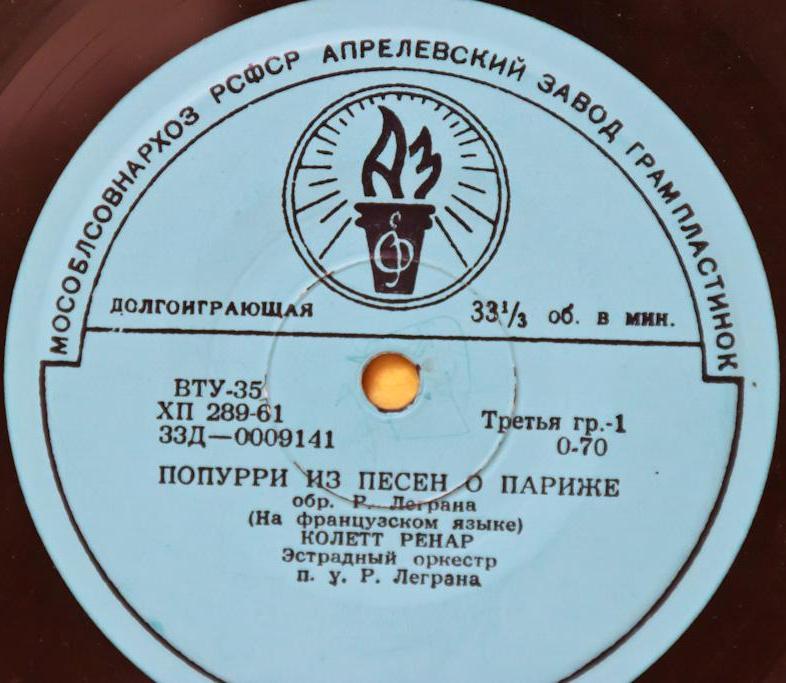 МОСОБЛСОВНАРХОЗ РСФСР АПРЕЛЕВСКИЙ ЗАВОД ГРАМПЛАСТИНОК
АЗ
ДОЛГОИГРАЮЩАЯ 33⅓ об. в мин.
ВТУ-35
ХП 289-61
33Д—0009141
Третья гр.-1
0-70
ПОПУРРИ ИЗ ПЕСЕН О ПАРИЖЕ
обр. Р. Леграна
(На французском языке)
КОЛЕТТ РЕНАР
Эстрадный оркестр
п. у. Р. Леграна